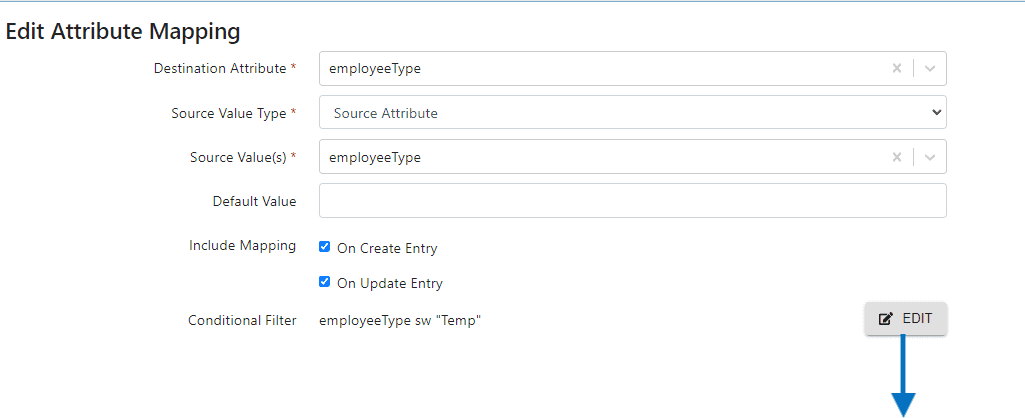 Edit Attribute Mapping
Destination Attribute * employeeType
Source Value Type * Source Attribute
Source Value(s) * employeeType
Default Value
Include Mapping On Create Entry
On Update Entry
Conditional Filter employeeType sw "Temp" EDIT